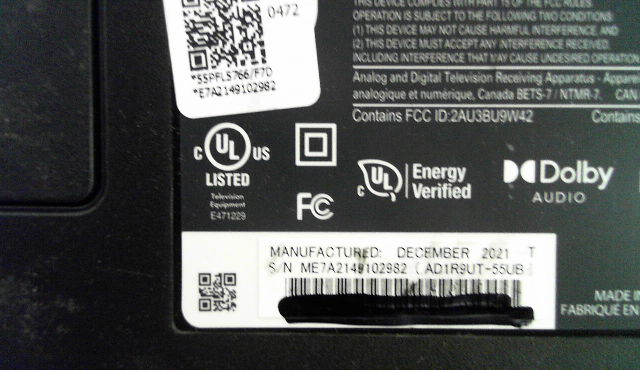 THIS DEVICE COMPLIES WITH PART 15 OF THE FCC RULES
OPERATION IS SUBJECT TO THE FOLLOWING TWO CONDITIONS
(1) THIS DEVICE MAY NOT CAUSE HARMFUL INTERFERENCE, AND
(2) THIS DEVICE MUST ACCEPT ANY INTERFERENCE RECEIVED
INCLUDING INTERFERENCE THAT MAY CAUSE UNDESIRED OPERATION
0472
*55PFL5766/F7D
*E7A2149102982
Analog and Digital Television Receiving Apparatus -
analogique et numérique, Canada BETS-7 / NTMR-7. CAN
Contains FCC ID:2AU3BU9W42
Contains
C UL US
LISTED
Television
Equipment
E471229
FC
C UL
Energy
Verified
Dolby
AUDIO
MANUFACTURED: DECEMBER 2021 T
S/N ME7A2149102982 (AD1R9UT-55UB
MADE IN
FABRIQUE EN